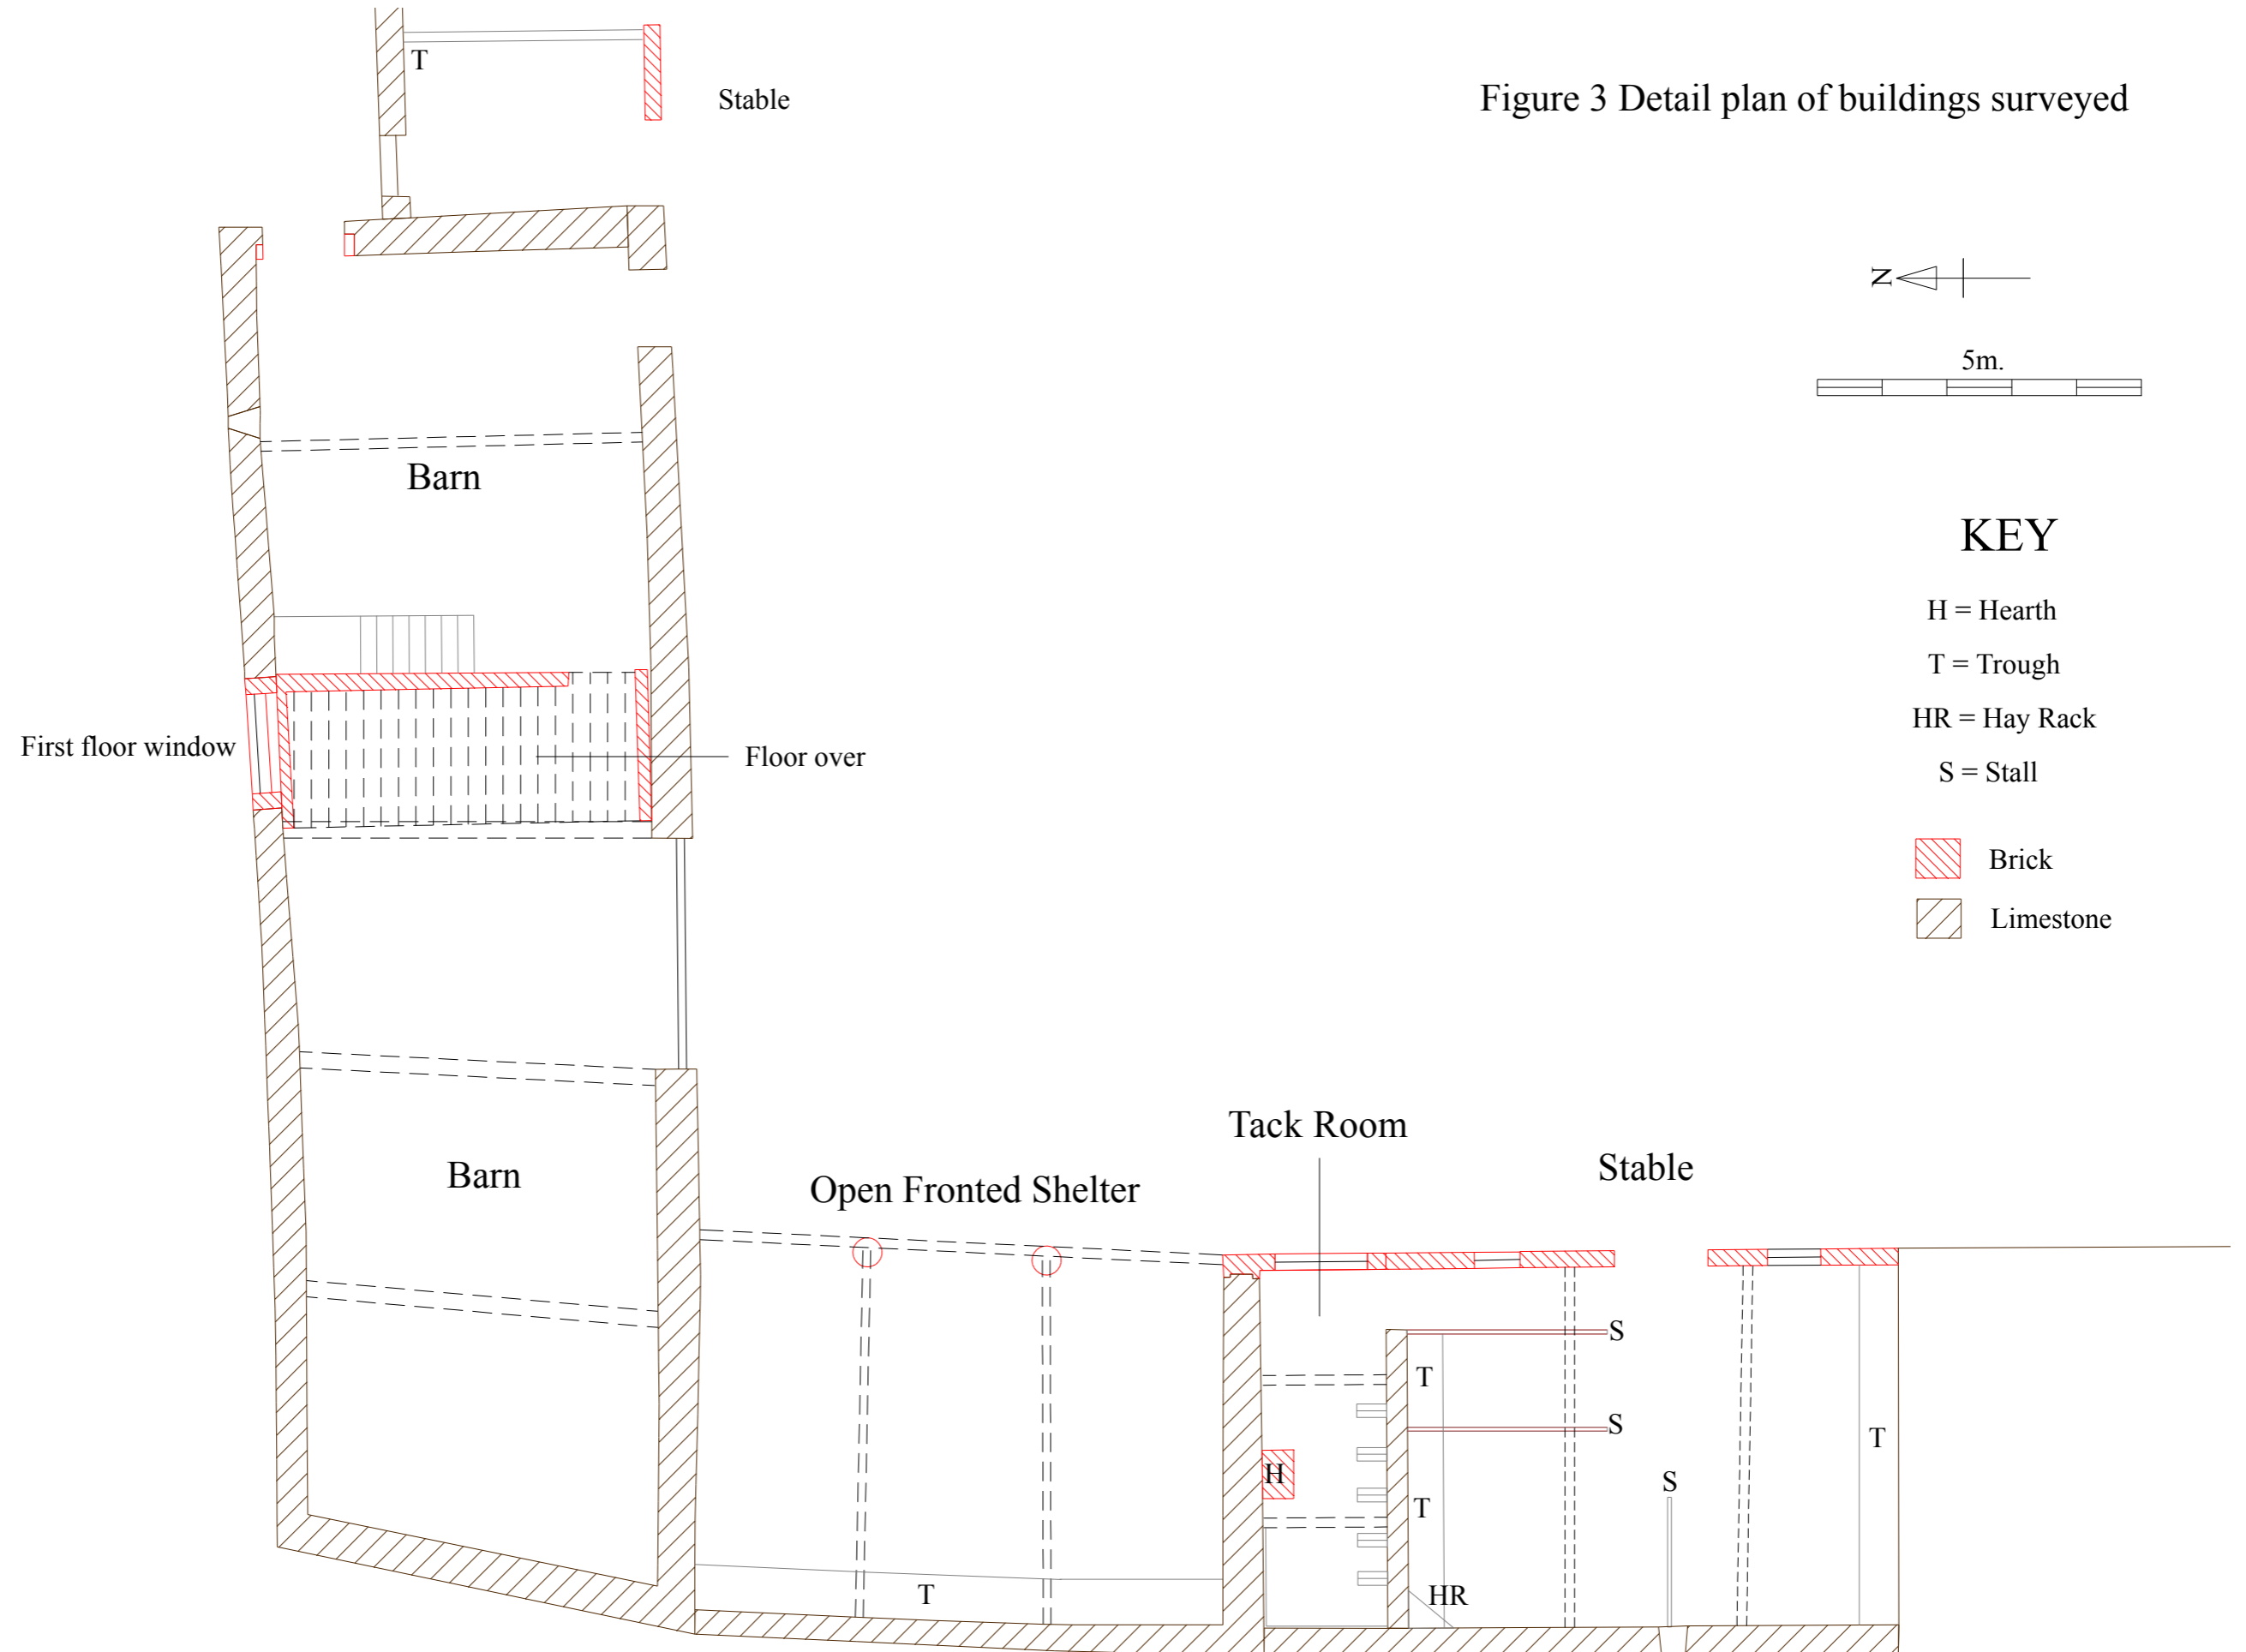 T
Stable
Figure 3 Detail plan of buildings surveyed
N
5m.
Barn
KEY
H = Hearth
T = Trough
HR = Hay Rack
S = Stall
First floor window
Floor over
Brick
Limestone
Tack Room
Barn
Open Fronted Shelter
Stable
S
T
S
T
H
S
T
T
HR